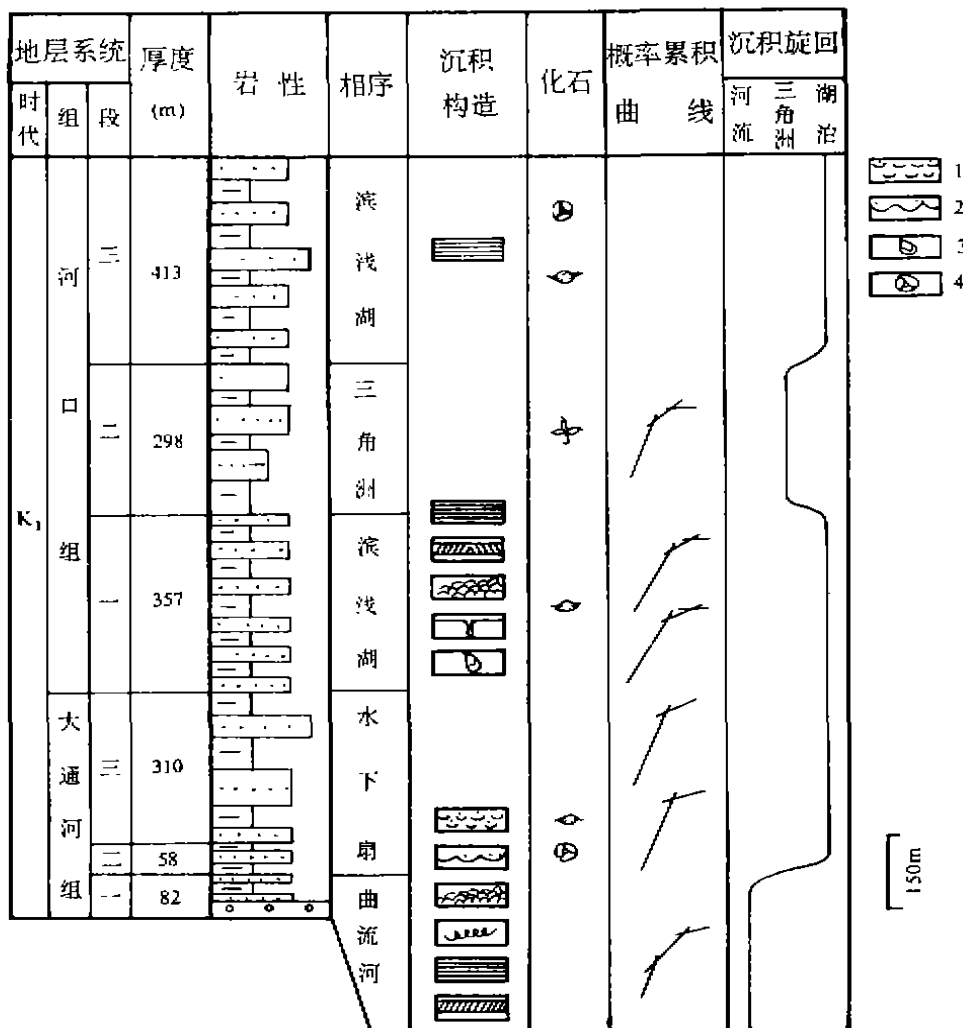 地层系统
厚度
(m)
岩 性
相序
沉积
构造
化石
概率累积
曲 线
沉积旋回
时代
组
段
河流
三角洲
湖泊
K₁
河口组
三
413
滨浅湖
二
298
三角洲
一
357
滨浅湖
大通河组
三
310
水下扇
二
58
一
82
曲流河
1
2
3
4
150m